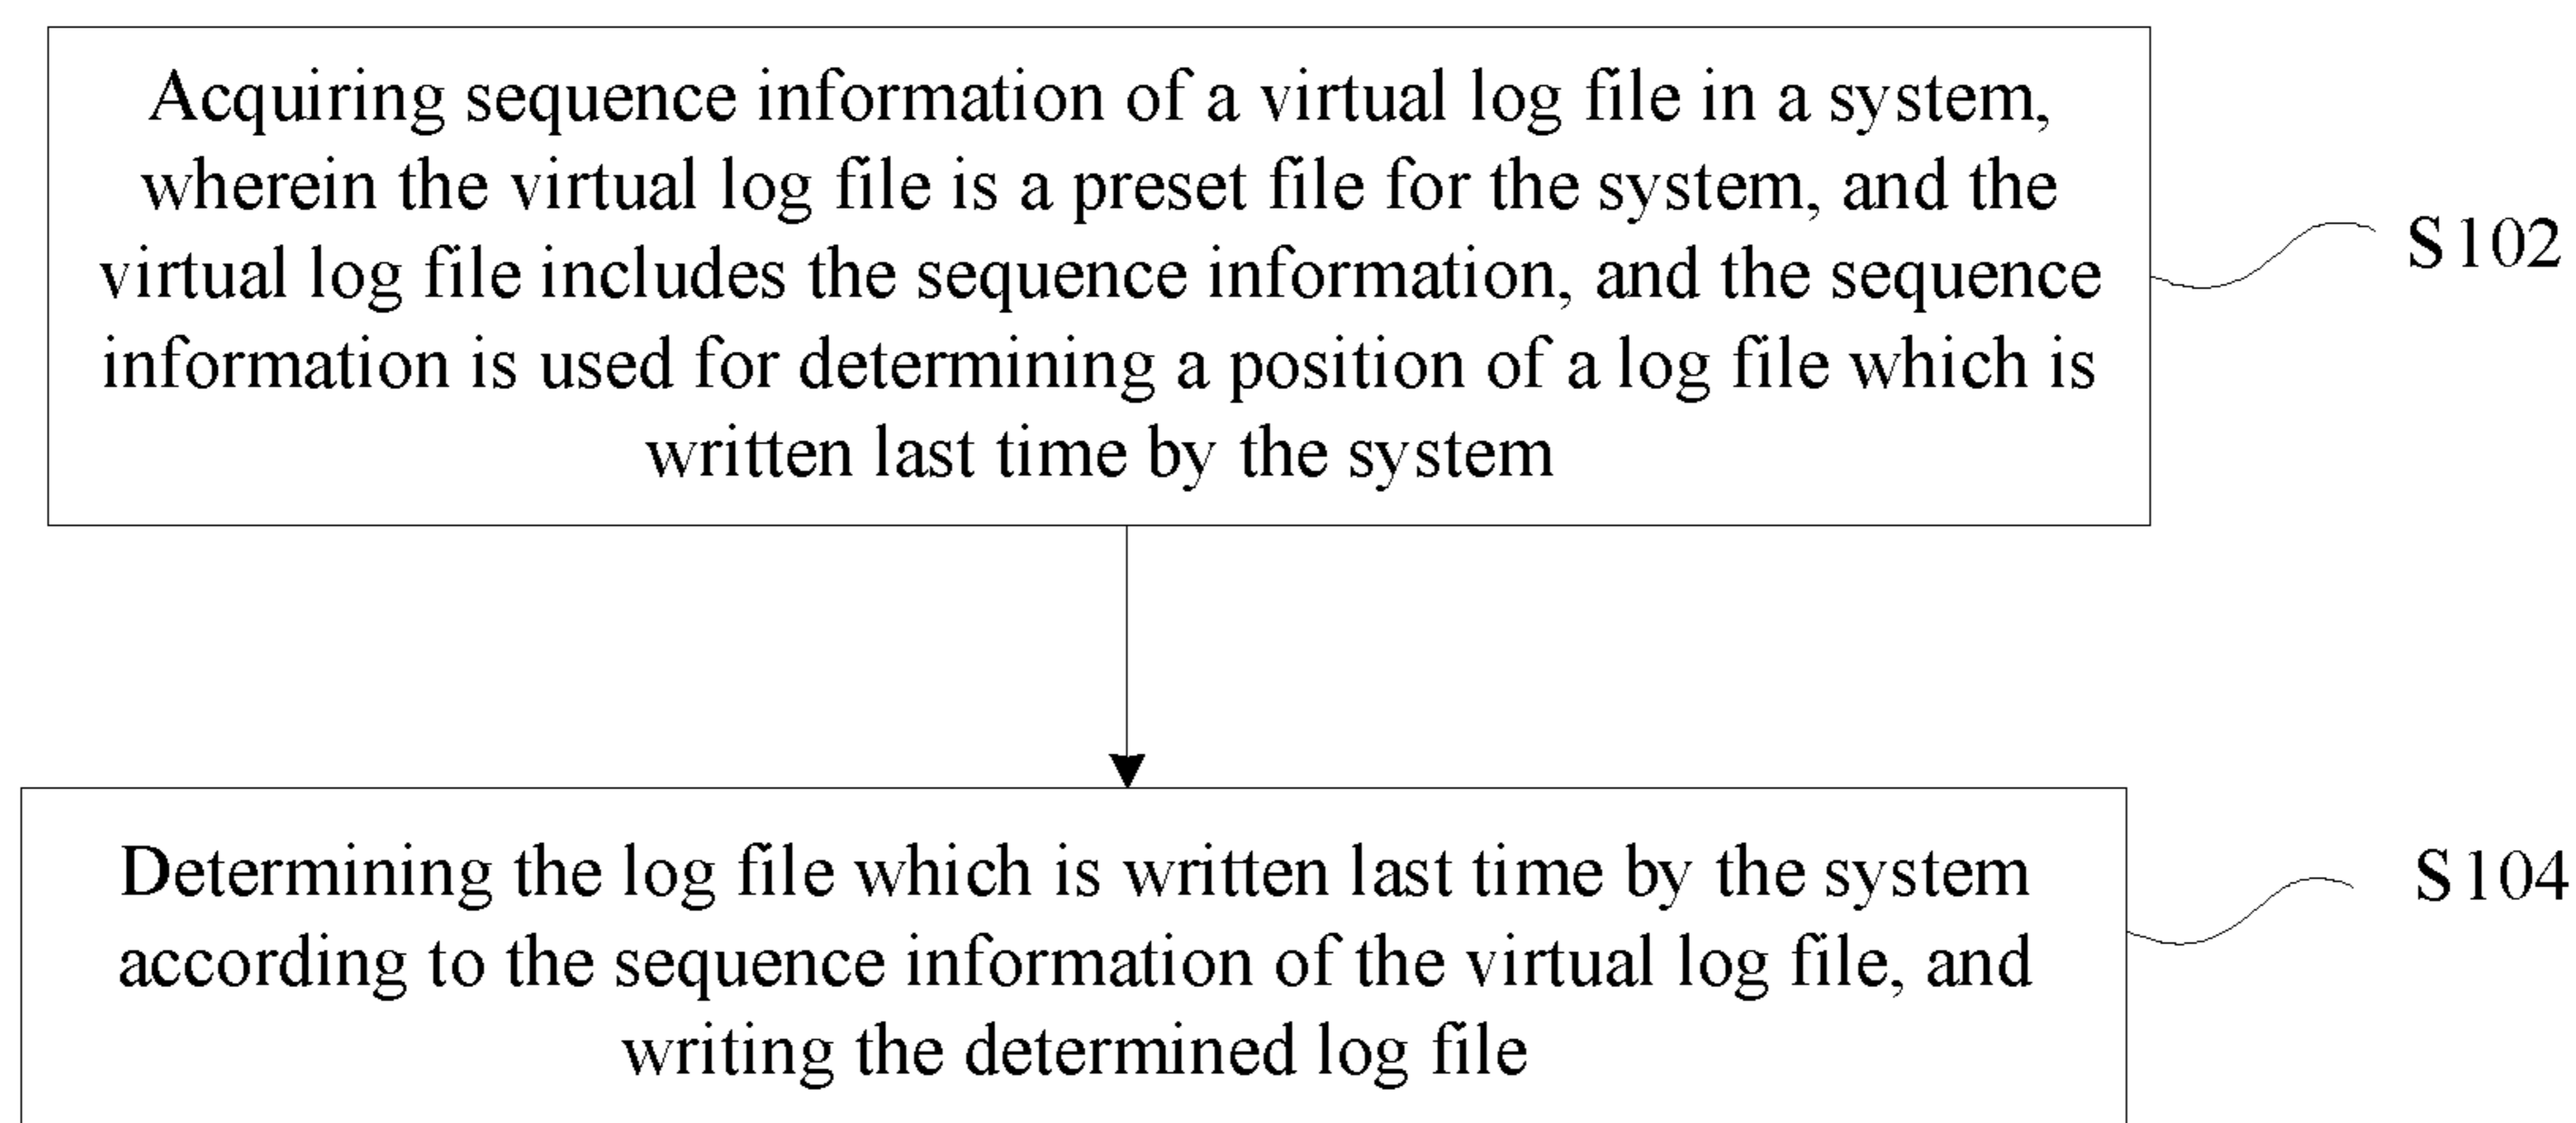 Acquiring sequence information of a virtual log file in a system,
wherein the virtual log file is a preset file for the system, and the
virtual log file includes the sequence information, and the sequence
information is used for determining a position of a log file which is
written last time by the system
S102
Determining the log file which is written last time by the system
according to the sequence information of the virtual log file, and
writing the determined log file
S104